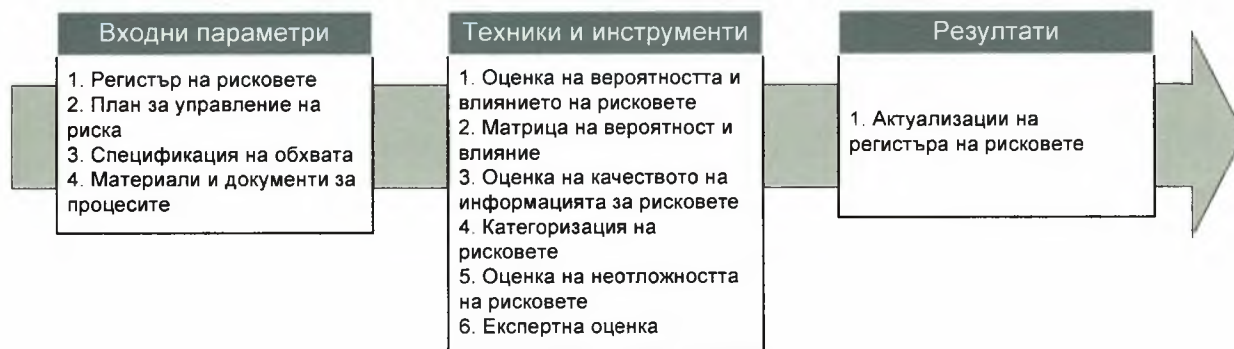 Входни параметри
1. Регистър на рисковете
2. План за управление на
риска
3. Спецификация на обхвата
4. Материали и документи за
процесите
Техники и инструменти
1. Оценка на вероятността и
влиянието на рисковете
2. Матрица на вероятност и
влияние
3. Оценка на качеството на
информацията за рисковете
4. Категоризация на
рисковете
5. Оценка на неотложността
на рисковете
6. Експертна оценка
Резултати
1. Актуализации на
регистъра на рисковете